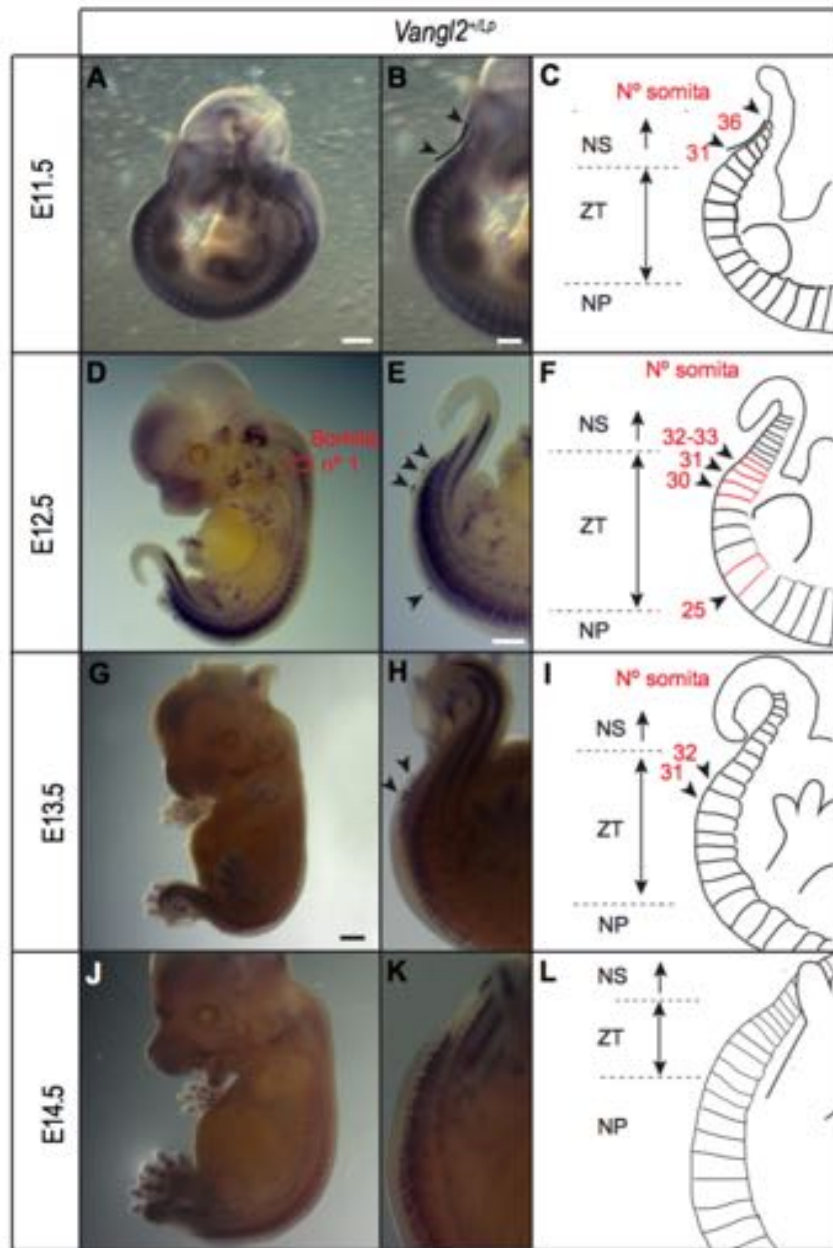 Vangl2+/Lp
E11.5
A
B
C
Nº somita
36
31
NS
ZT
NP
E12.5
D
Somita
nº 1
E
F
Nº somita
NS
32-33
31
30
ZT
25
NP
E13.5
G
H
I
Nº somita
NS
32
31
ZT
NP
E14.5
J
K
L
NS
ZT
NP